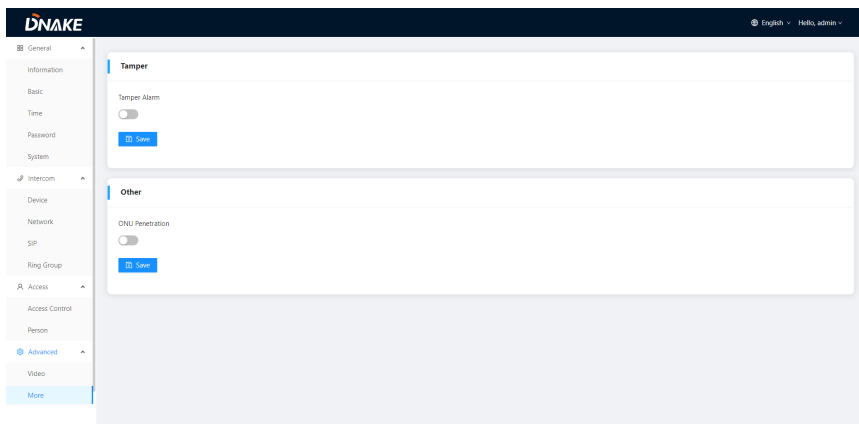 DNAKE
English
Hello, admin
General
Information
Basic
Time
Password
System
Intercom
Device
Network
SIP
Ring Group
Access
Access Control
Person
Advanced
Video
More
Tamper
Tamper Alarm
Save
Other
ONU Penetration
Save